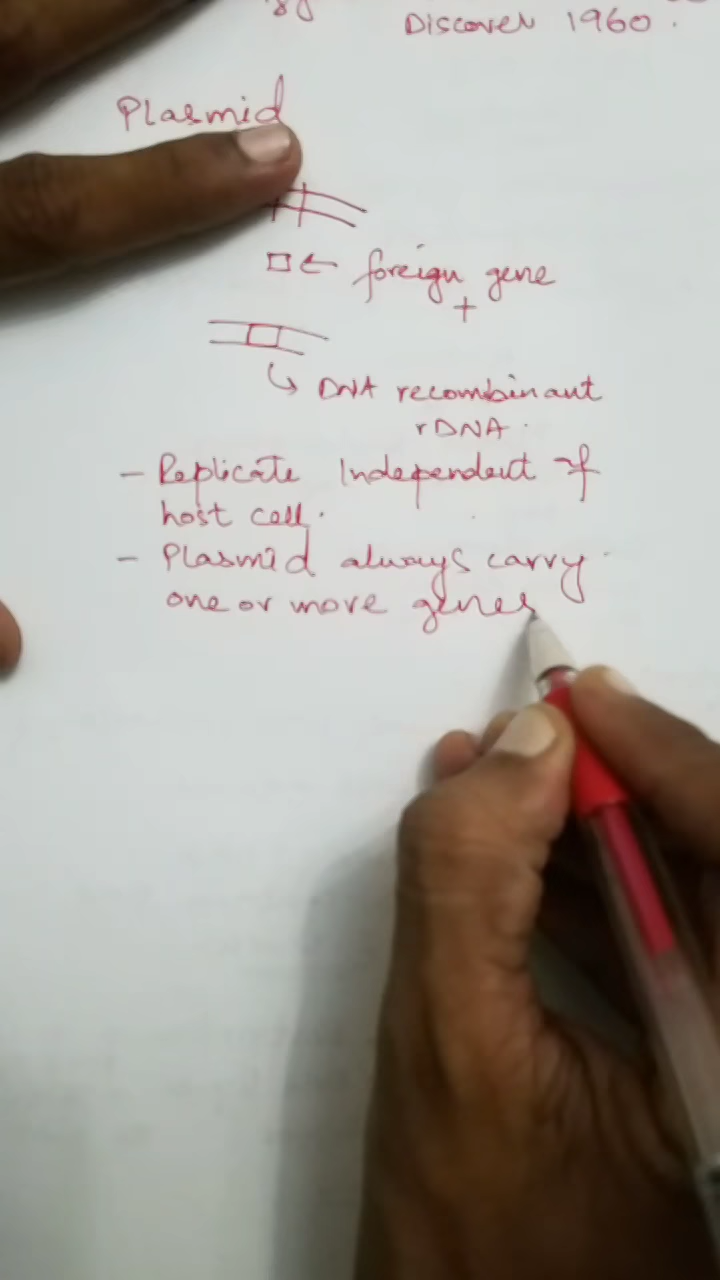 Discover 1960.
Plasmid
foreign gene
+
DNA recombinant
rDNA.
- Replicate Independent of
host cell.
- Plasmid always carry
one or more genes